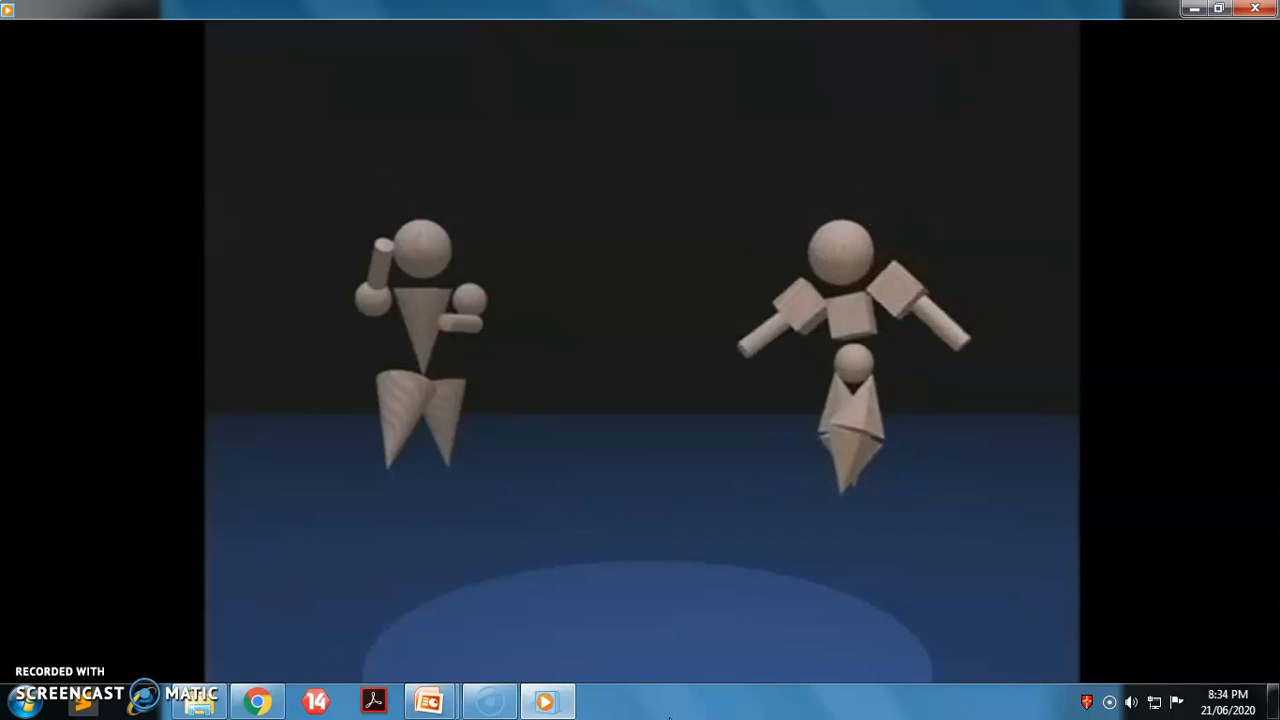 RECORDED WITH
SCREENCAST MATIC
14
8:34 PM
21/06/2020